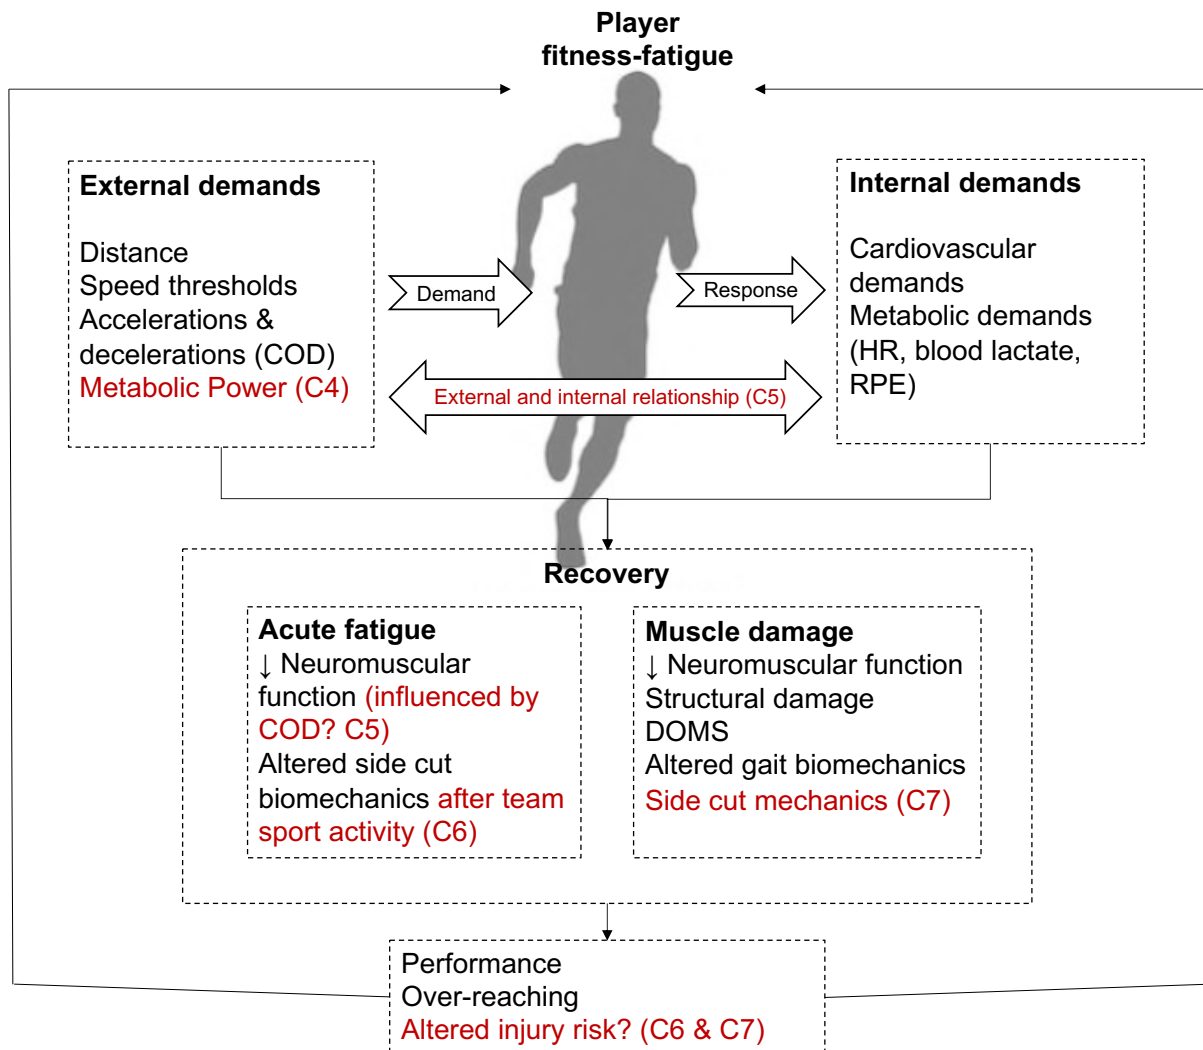 Player
fitness-fatigue
External demands
Distance
Speed thresholds
Accelerations &
decelerations (COD)
Metabolic Power (C4)
Demand
Response
External and internal relationship (C5)
Internal demands
Cardiovascular
demands
Metabolic demands
(HR, blood lactate,
RPE)
Recovery
Acute fatigue
↓ Neuromuscular
function (influenced by
COD? C5)
Altered side cut
biomechanics after team
sport activity (C6)
Muscle damage
↓ Neuromuscular function
Structural damage
DOMS
Altered gait biomechanics
Side cut mechanics (C7)
Performance
Over-reaching
Altered injury risk? (C6 & C7)